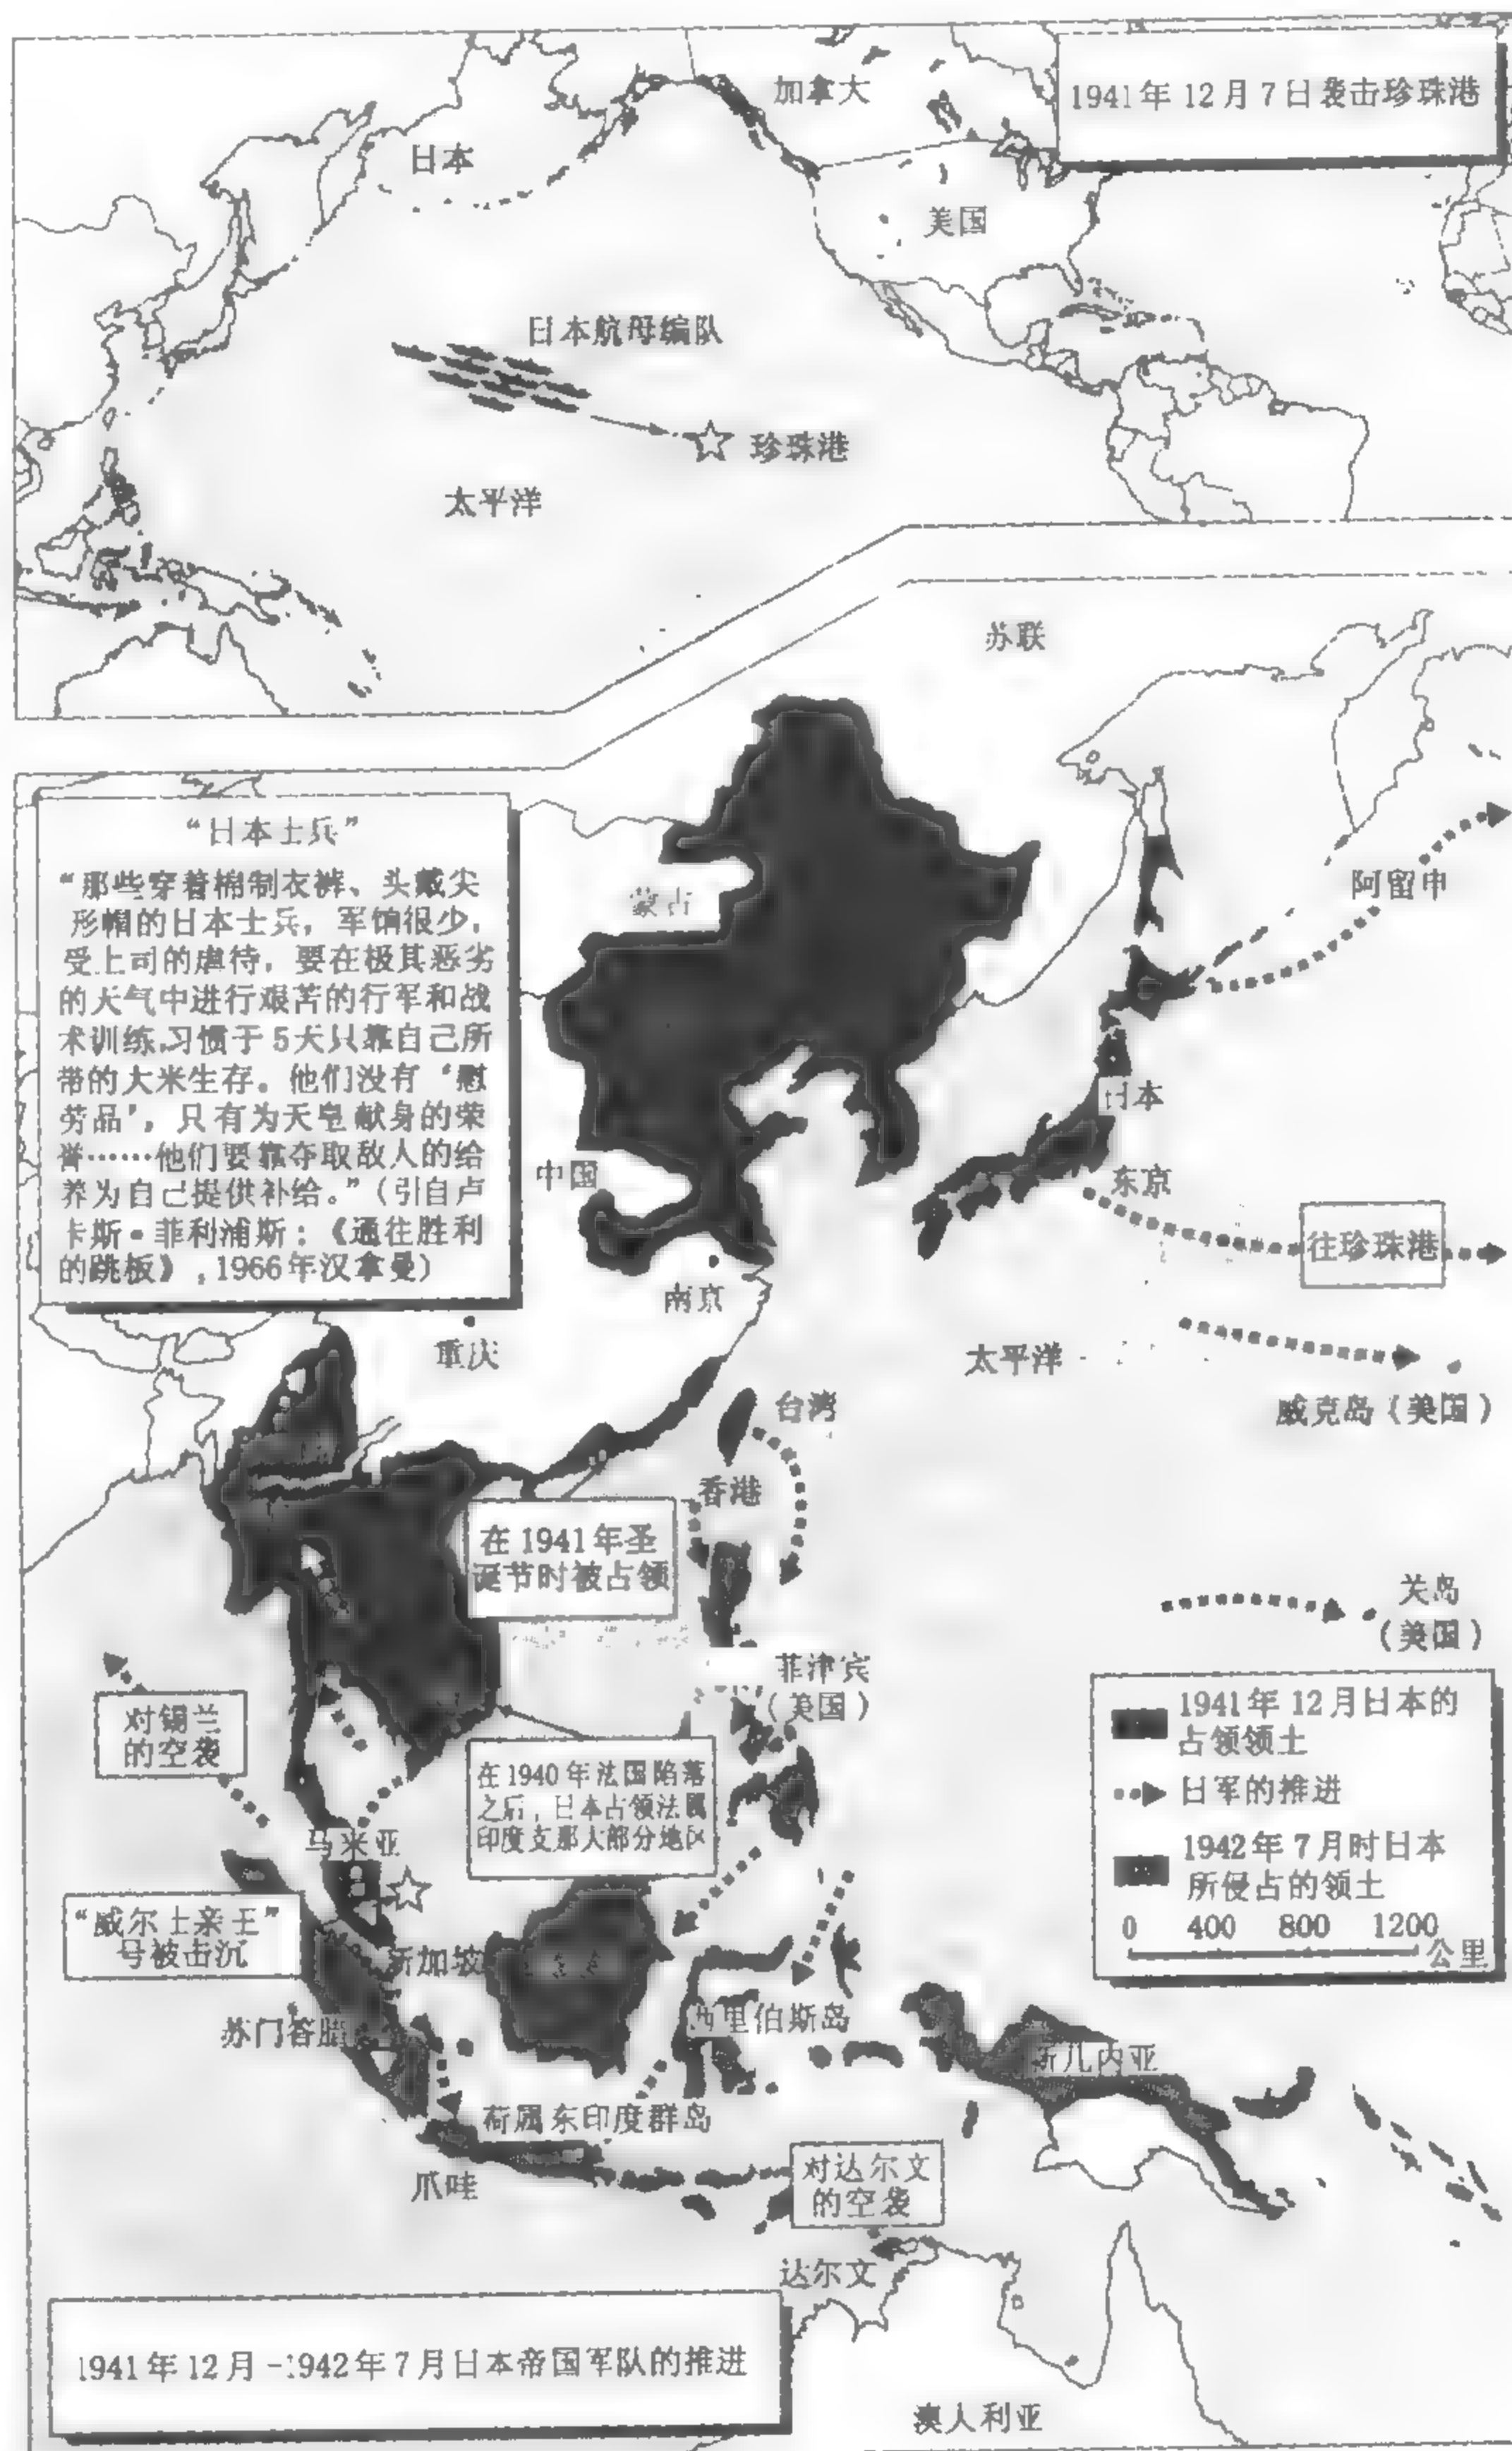 1941年12月7日袭击珍珠港
加拿大
日本
美国
日本航母编队
珍珠港
太平洋
苏联
“日本士兵”
“那些穿着棉制衣裤、头戴尖
形帽的日本士兵，军饷很少，
受上司的虐待，要在极其恶劣
的天气中进行艰苦的行军和战
术训练，习惯于5天只靠自己所
带的大米生存。他们没有‘慰
劳品’，只有为天皇献身的荣
誉……他们要靠夺取敌人的给
养为自己提供补给。”(引自卢
卡斯·菲利浦斯：《通往胜利
的跳板》，1966年汉拿曼)
蒙古
阿留申
日本
中国
东京
往珍珠港
南京
重庆
太平洋
台湾
威克岛(美国)
香港
在1941年圣
诞节时被占领
关岛
(美国)
菲津宾
(美国)
对锡兰
的空袭
在1940年法国陷落
之后，日本占领法属
印度支那大部分地区
1941年12月日本的
占领领土
日军的推进
1942年7月时日本
所侵占的领土
0 400 800 1200
公里
马来亚
“威尔士亲王”
号被击沉
新加坡
苏门答腊
西里伯斯岛
新几内亚
荷属东印度群岛
爪哇
对达尔文
的空袭
达尔文
1941年12月-1942年7月日本帝国军队的推进
澳大利亚